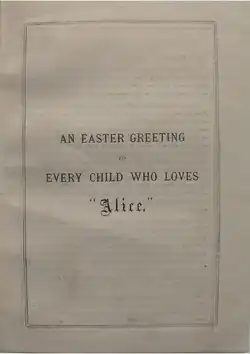 AN EASTER GREETING
TO
EVERY CHILD WHO LOVES
"Alice."